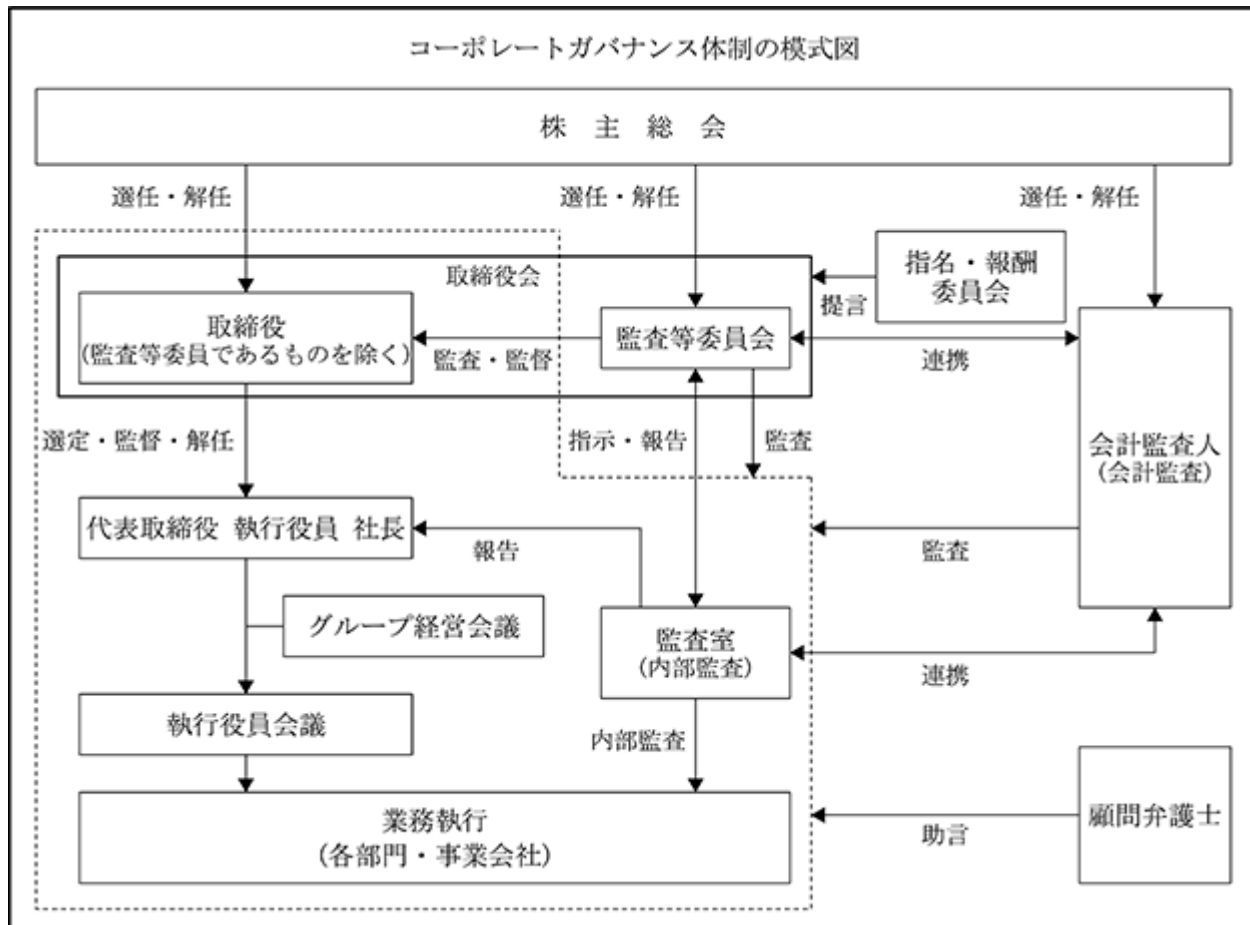 コーポレートガバナンス体制の模式図
株主総会
選任・解任
選任・解任
選任・解任
取締役会
指名・報酬
委員会
提言
取締役
(監査等委員であるものを除く)
監査・監督
監査等委員会
連携
選定・監督・解任
指示・報告
監査
会計監査人
(会計監査)
代表取締役 執行役員 社長
報告
監査
グループ経営会議
監査室
(内部監査)
連携
執行役員会議
内部監査
業務執行
(各部門・事業会社)
助言
顧問弁護士